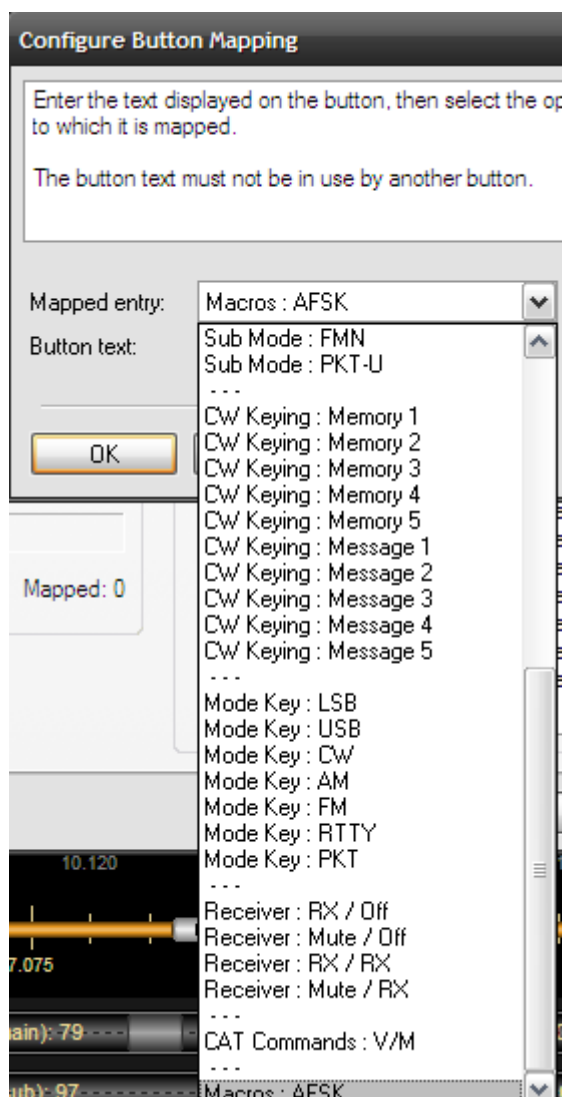 Configure Button Mapping
Enter the text displayed on the button, then select the op
to which it is mapped.
The button text must not be in use by another button.
Mapped entry:
Macros : AFSK
Button text:
Sub Mode : FMN
Sub Mode : PKT-U
---
CW Keying : Memory 1
CW Keying : Memory 2
CW Keying : Memory 3
CW Keying : Memory 4
CW Keying : Memory 5
CW Keying : Message 1
CW Keying : Message 2
CW Keying : Message 3
CW Keying : Message 4
CW Keying : Message 5
---
Mode Key : LSB
Mode Key : USB
Mode Key : CW
Mode Key : AM
Mode Key : FM
Mode Key : RTTY
Mode Key : PKT
---
Receiver : RX / Off
Receiver : Mute / Off
Receiver : RX / RX
Receiver : Mute / RX
---
CAT Commands : V/M
---
Macros : AFSK
OK
Mapped: 0
10.120
7.075
ain): 79
ub): 97